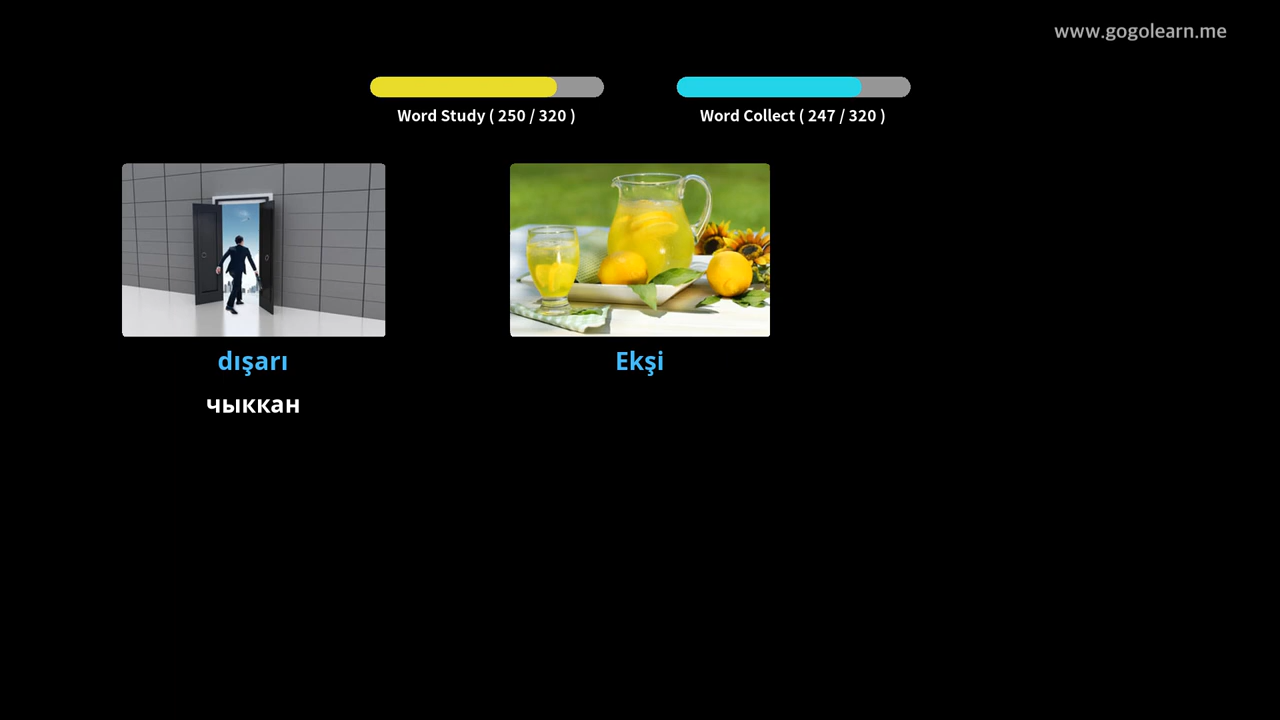 www.gogolearn.me
Word Study ( 250 / 320 )
Word Collect ( 247 / 320 )
dışarı
Ekşi
чыккан